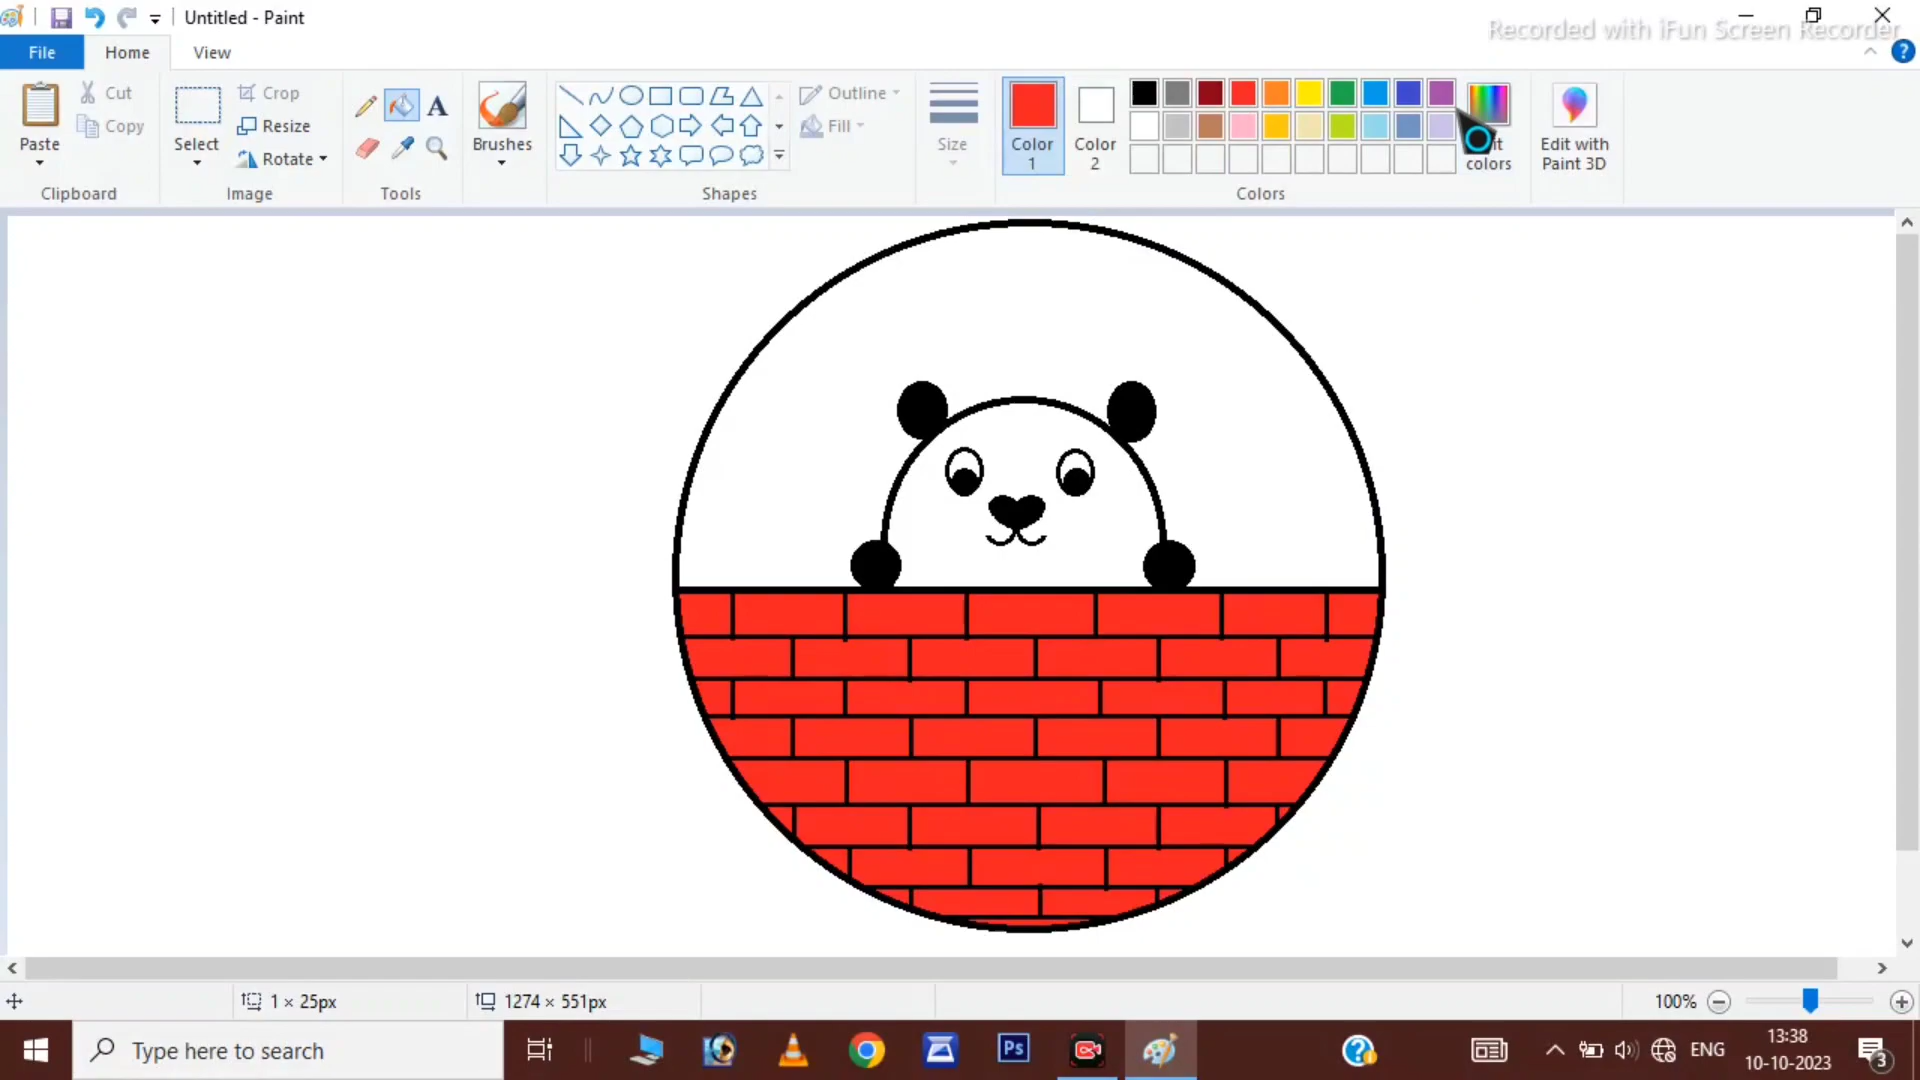 Untitled - Paint
Recorded with iFun Screen Recorder
File
Home
View
Paste
Cut
Copy
Clipboard
Select
Crop
Resize
Rotate
Image
A
Tools
Brushes
Shapes
Outline
Fill
Size
Color
1
Color
2
colors
Colors
Edit with
Paint 3D
1 × 25px
1274 × 551px
100%
Type here to search
Ps
ENG
13:38
10-10-2023
3